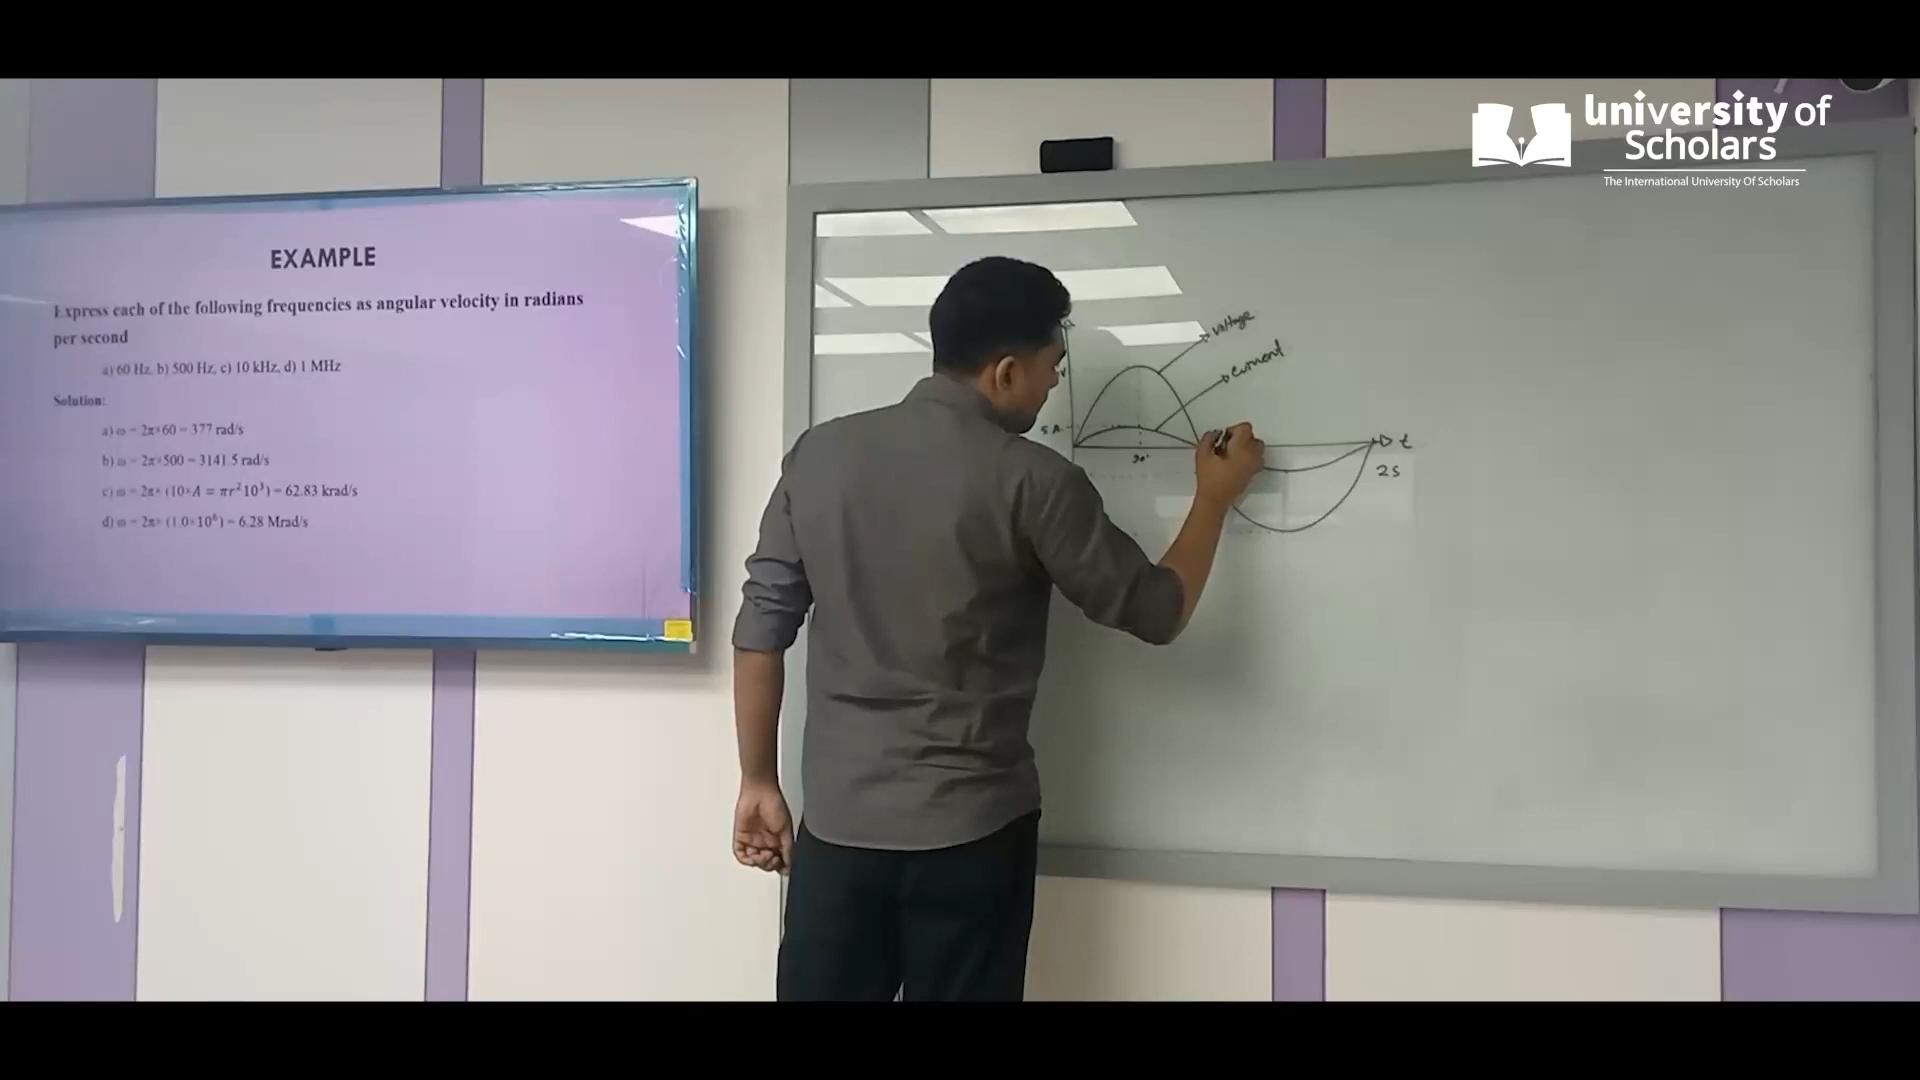 University of
Scholars
The International University Of Scholars
EXAMPLE
Express each of the following frequencies as angular velocity in radians
per second
a) 60 Hz, b) 500 Hz, c) 10 kHz, d) 1 MHz
Solution:
a) ω = 2π×60 = 377 rad/s
b) ω = 2π×500 = 3141.5 rad/s
c) ω = 2π× (10×A = πr²10³) = 62.83 krad/s
d) ω = 2π× (1.0×10⁶) = 6.28 Mrad/s
voltage
current
5A
90°
t
2s